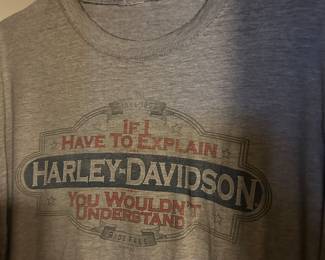 IF I
HAVE TO EXPLAIN
HARLEY-DAVIDSON
YOU WOULDN'T
UNDERSTAND